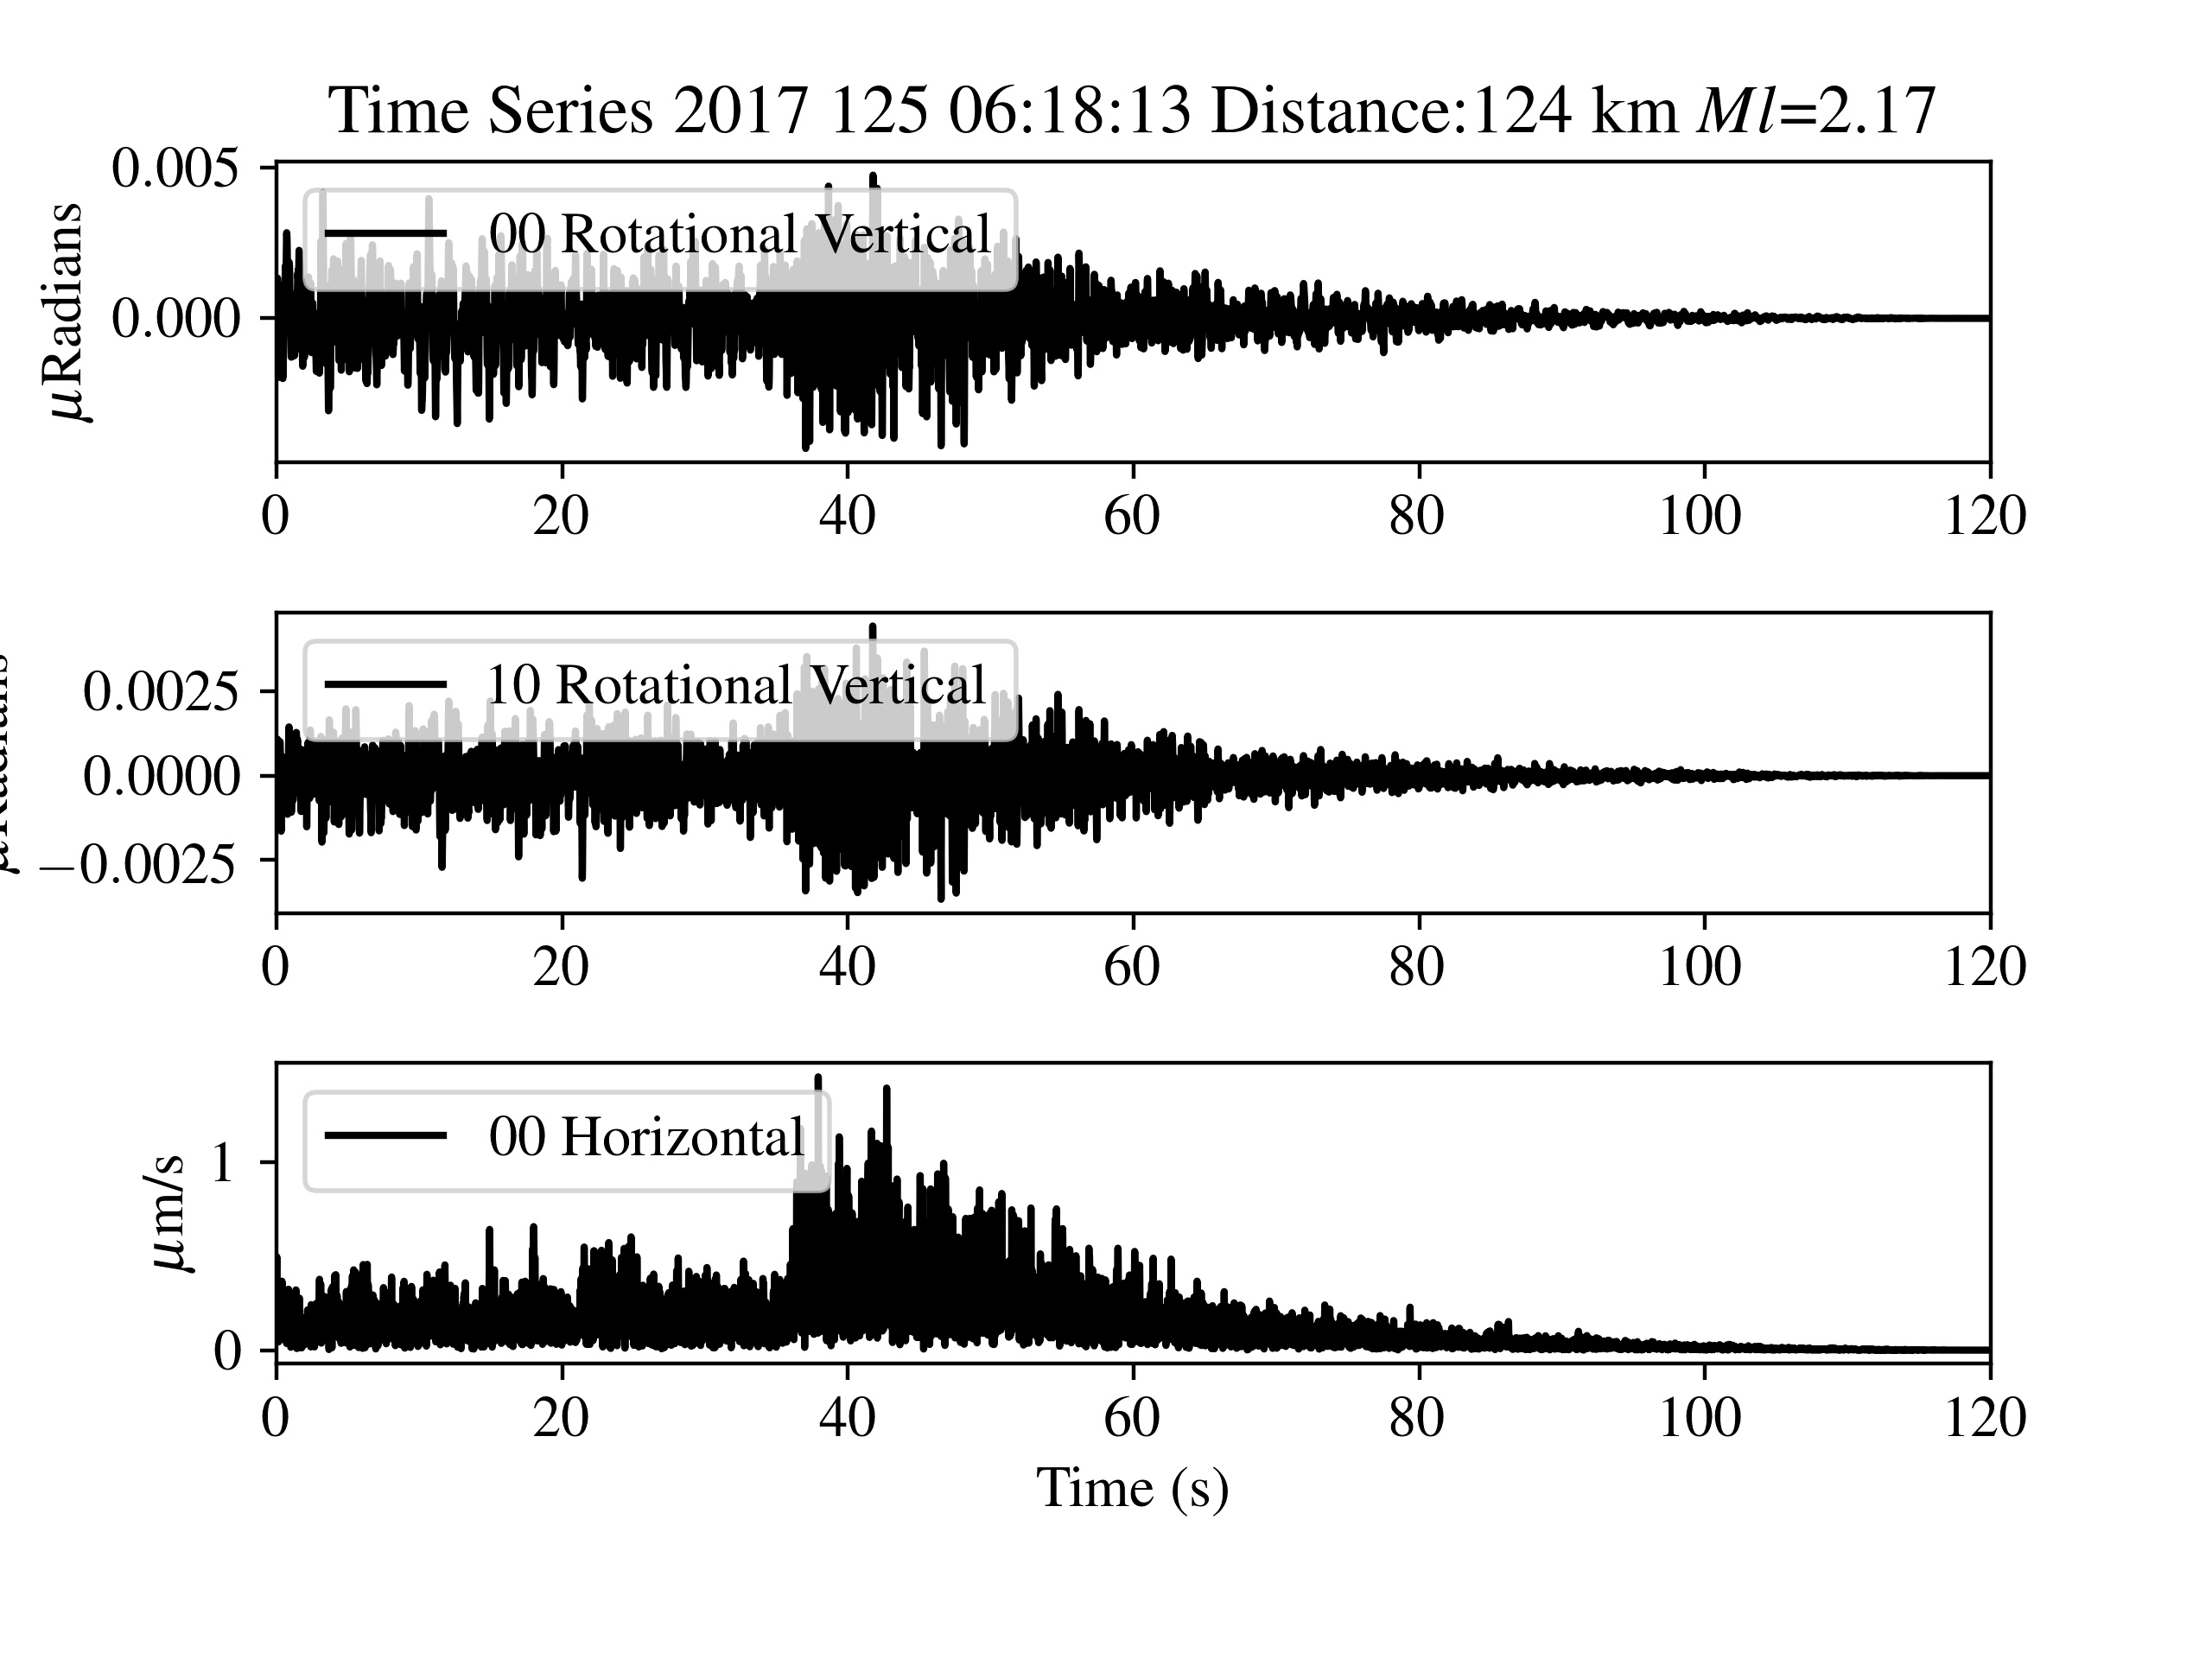 Time Series 2017 125 06:18:13 Distance:124 km Ml=2.17
0.005
0.000
μRadians
00 Rotational Vertical
0 20 40 60 80 100 120
0.0025
0.0000
−0.0025
10 Rotational Vertical
0 20 40 60 80 100 120
1
0
μm/s
00 Horizontal
0 20 40 60 80 100 120
Time (s)